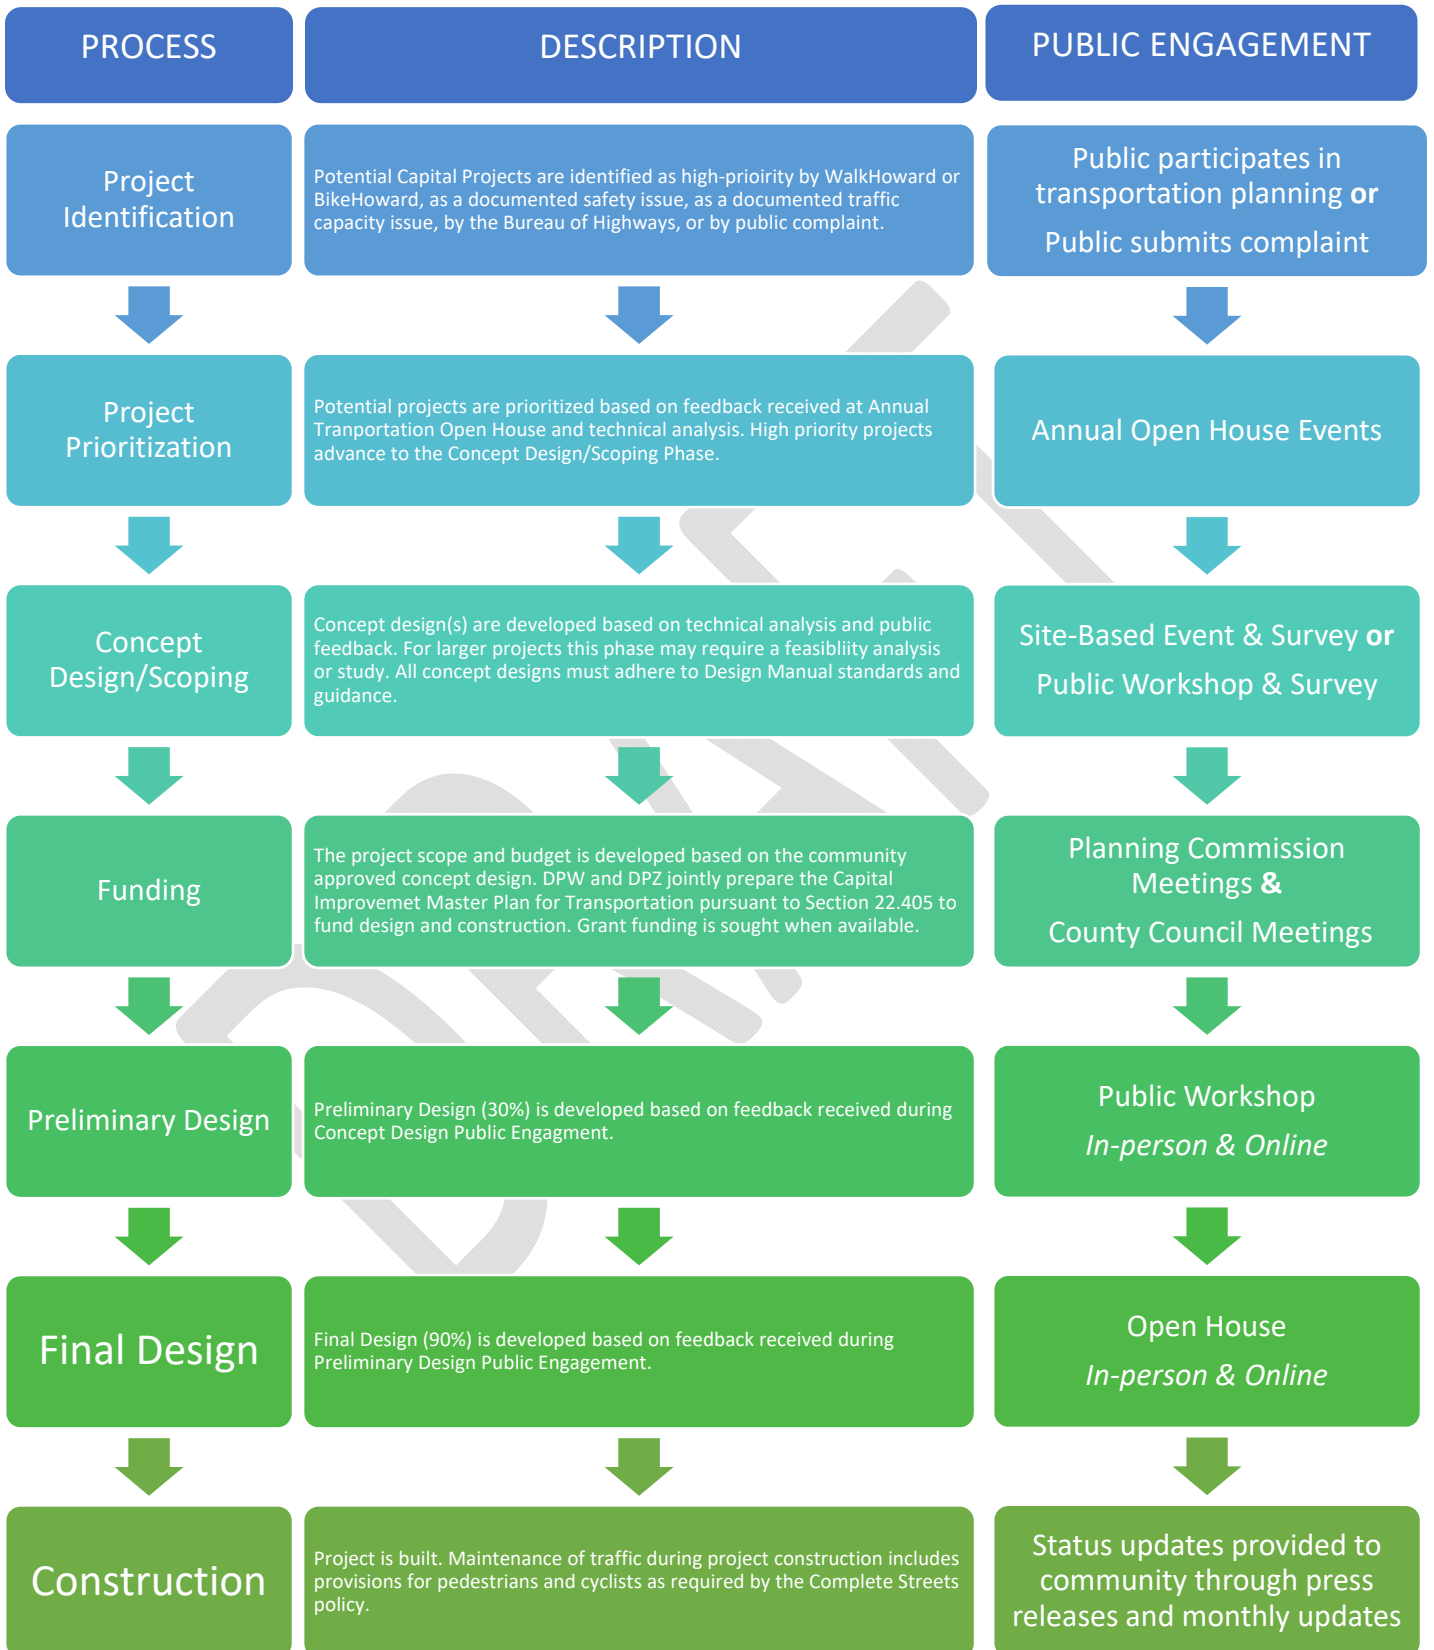 PROCESS
DESCRIPTION
PUBLIC ENGAGEMENT
Project
Identification
Potential Capital Projects are identified as high-prioirity by WalkHoward or
BikeHoward, as a documented safety issue, as a documented traffic
capacity issue, by the Bureau of Highways, or by public complaint.
Public participates in
transportation planning or
Public submits complaint
Project
Prioritization
Potential projects are prioritized based on feedback received at Annual
Tranportation Open House and technical analysis. High priority projects
advance to the Concept Design/Scoping Phase.
Annual Open House Events
Concept
Design/Scoping
Concept design(s) are developed based on technical analysis and public
feedback. For larger projects this phase may require a feasibliity analysis
or study. All concept designs must adhere to Design Manual standards and
guidance.
Site-Based Event & Survey or
Public Workshop & Survey
Funding
The project scope and budget is developed based on the community
approved concept design. DPW and DPZ jointly prepare the Capital
Improvemet Master Plan for Transportation pursuant to Section 22.405 to
fund design and construction. Grant funding is sought when available.
Planning Commission
Meetings &
County Council Meetings
Preliminary Design
Preliminary Design (30%) is developed based on feedback received during
Concept Design Public Engagment.
Public Workshop
In-person & Online
Final Design
Final Design (90%) is developed based on feedback received during
Preliminary Design Public Engagement.
Open House
In-person & Online
Construction
Project is built. Maintenance of traffic during project construction includes
provisions for pedestrians and cyclists as required by the Complete Streets
policy.
Status updates provided to
community through press
releases and monthly updates
DRAFT